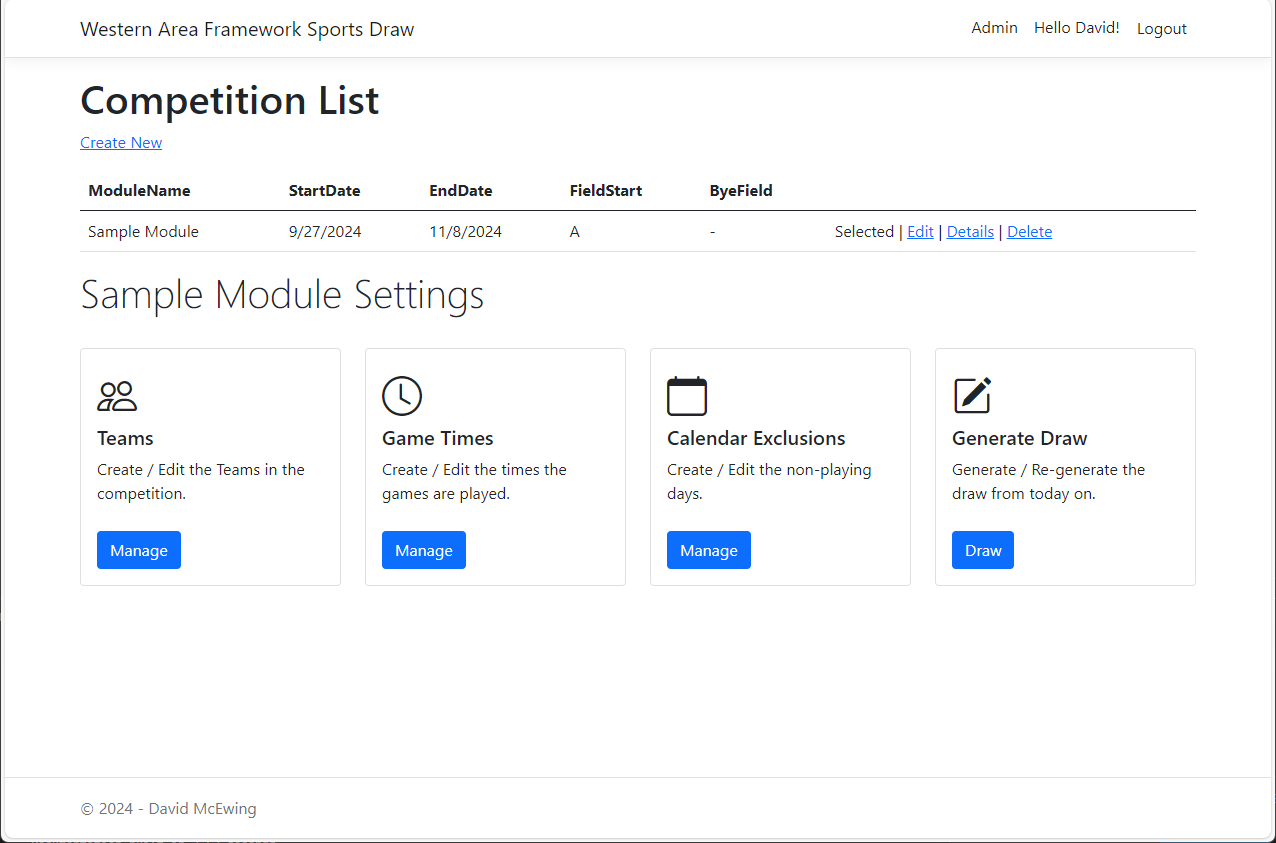 Western Area Framework Sports Draw Admin Hello David! Logout
Competition List
Create New
ModuleName StartDate EndDate FieldStart ByeField
Sample Module 9/27/2024 11/8/2024 A - Selected | Edit | Details | Delete
Sample Module Settings
Teams
Create / Edit the Teams in the
competition.
Manage
Game Times
Create / Edit the times the
games are played.
Manage
Calendar Exclusions
Create / Edit the non-playing
days.
Manage
Generate Draw
Generate / Re-generate the
draw from today on.
Draw
© 2024 - David McEwing